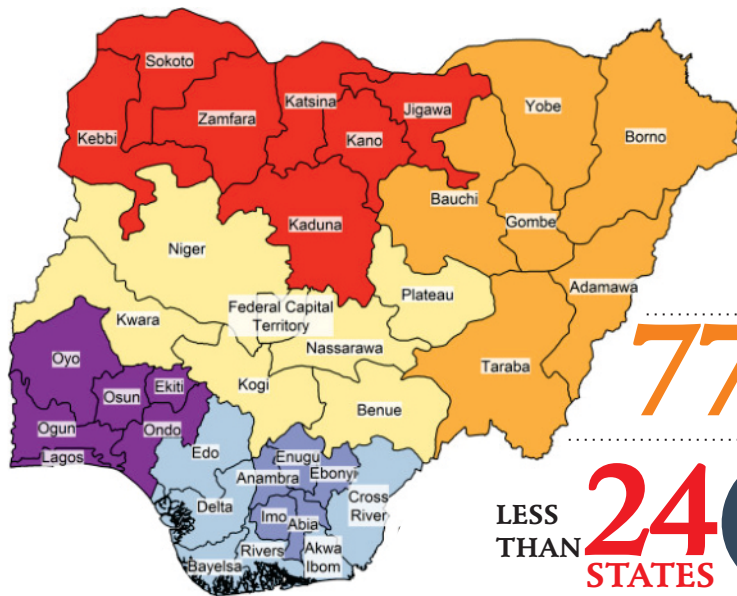 Sokoto
Katsina
Jigawa
Yobe
Zamfara
Kano
Borno
Kebbi
Bauchi
Gombe
Kaduna
Niger
Adamawa
Plateau
Federal Capital
Territory
Kwara
Nassarawa
Oyo
Taraba
Ekiti
Kogi
Osun
Benue
77
Ogun
Ondo
Lagos
Edo
Enugu
Ebonyi
Anambra
Delta
Cross
River
Imo
Abia
Rivers
Akwa
Ibom
Bayelsa
LESS
THAN
24
STATES